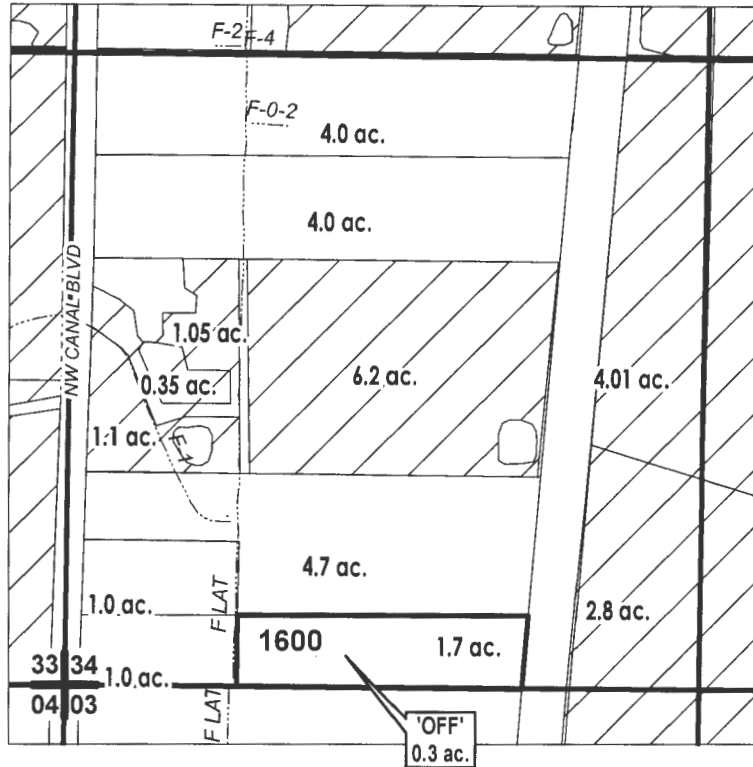 F-2
F-4
F-0-2
4.0 ac.
4.0 ac.
NW CANAL BLVD
1.05 ac.
0.35 ac.
6.2 ac.
4.01 ac.
1.1 ac.
F-1
4.7 ac.
F LAT
1.0 ac.
2.8 ac.
1600
1.7 ac.
33 34
1.0 ac.
04 03
F LAT
'OFF'
0.3 ac.